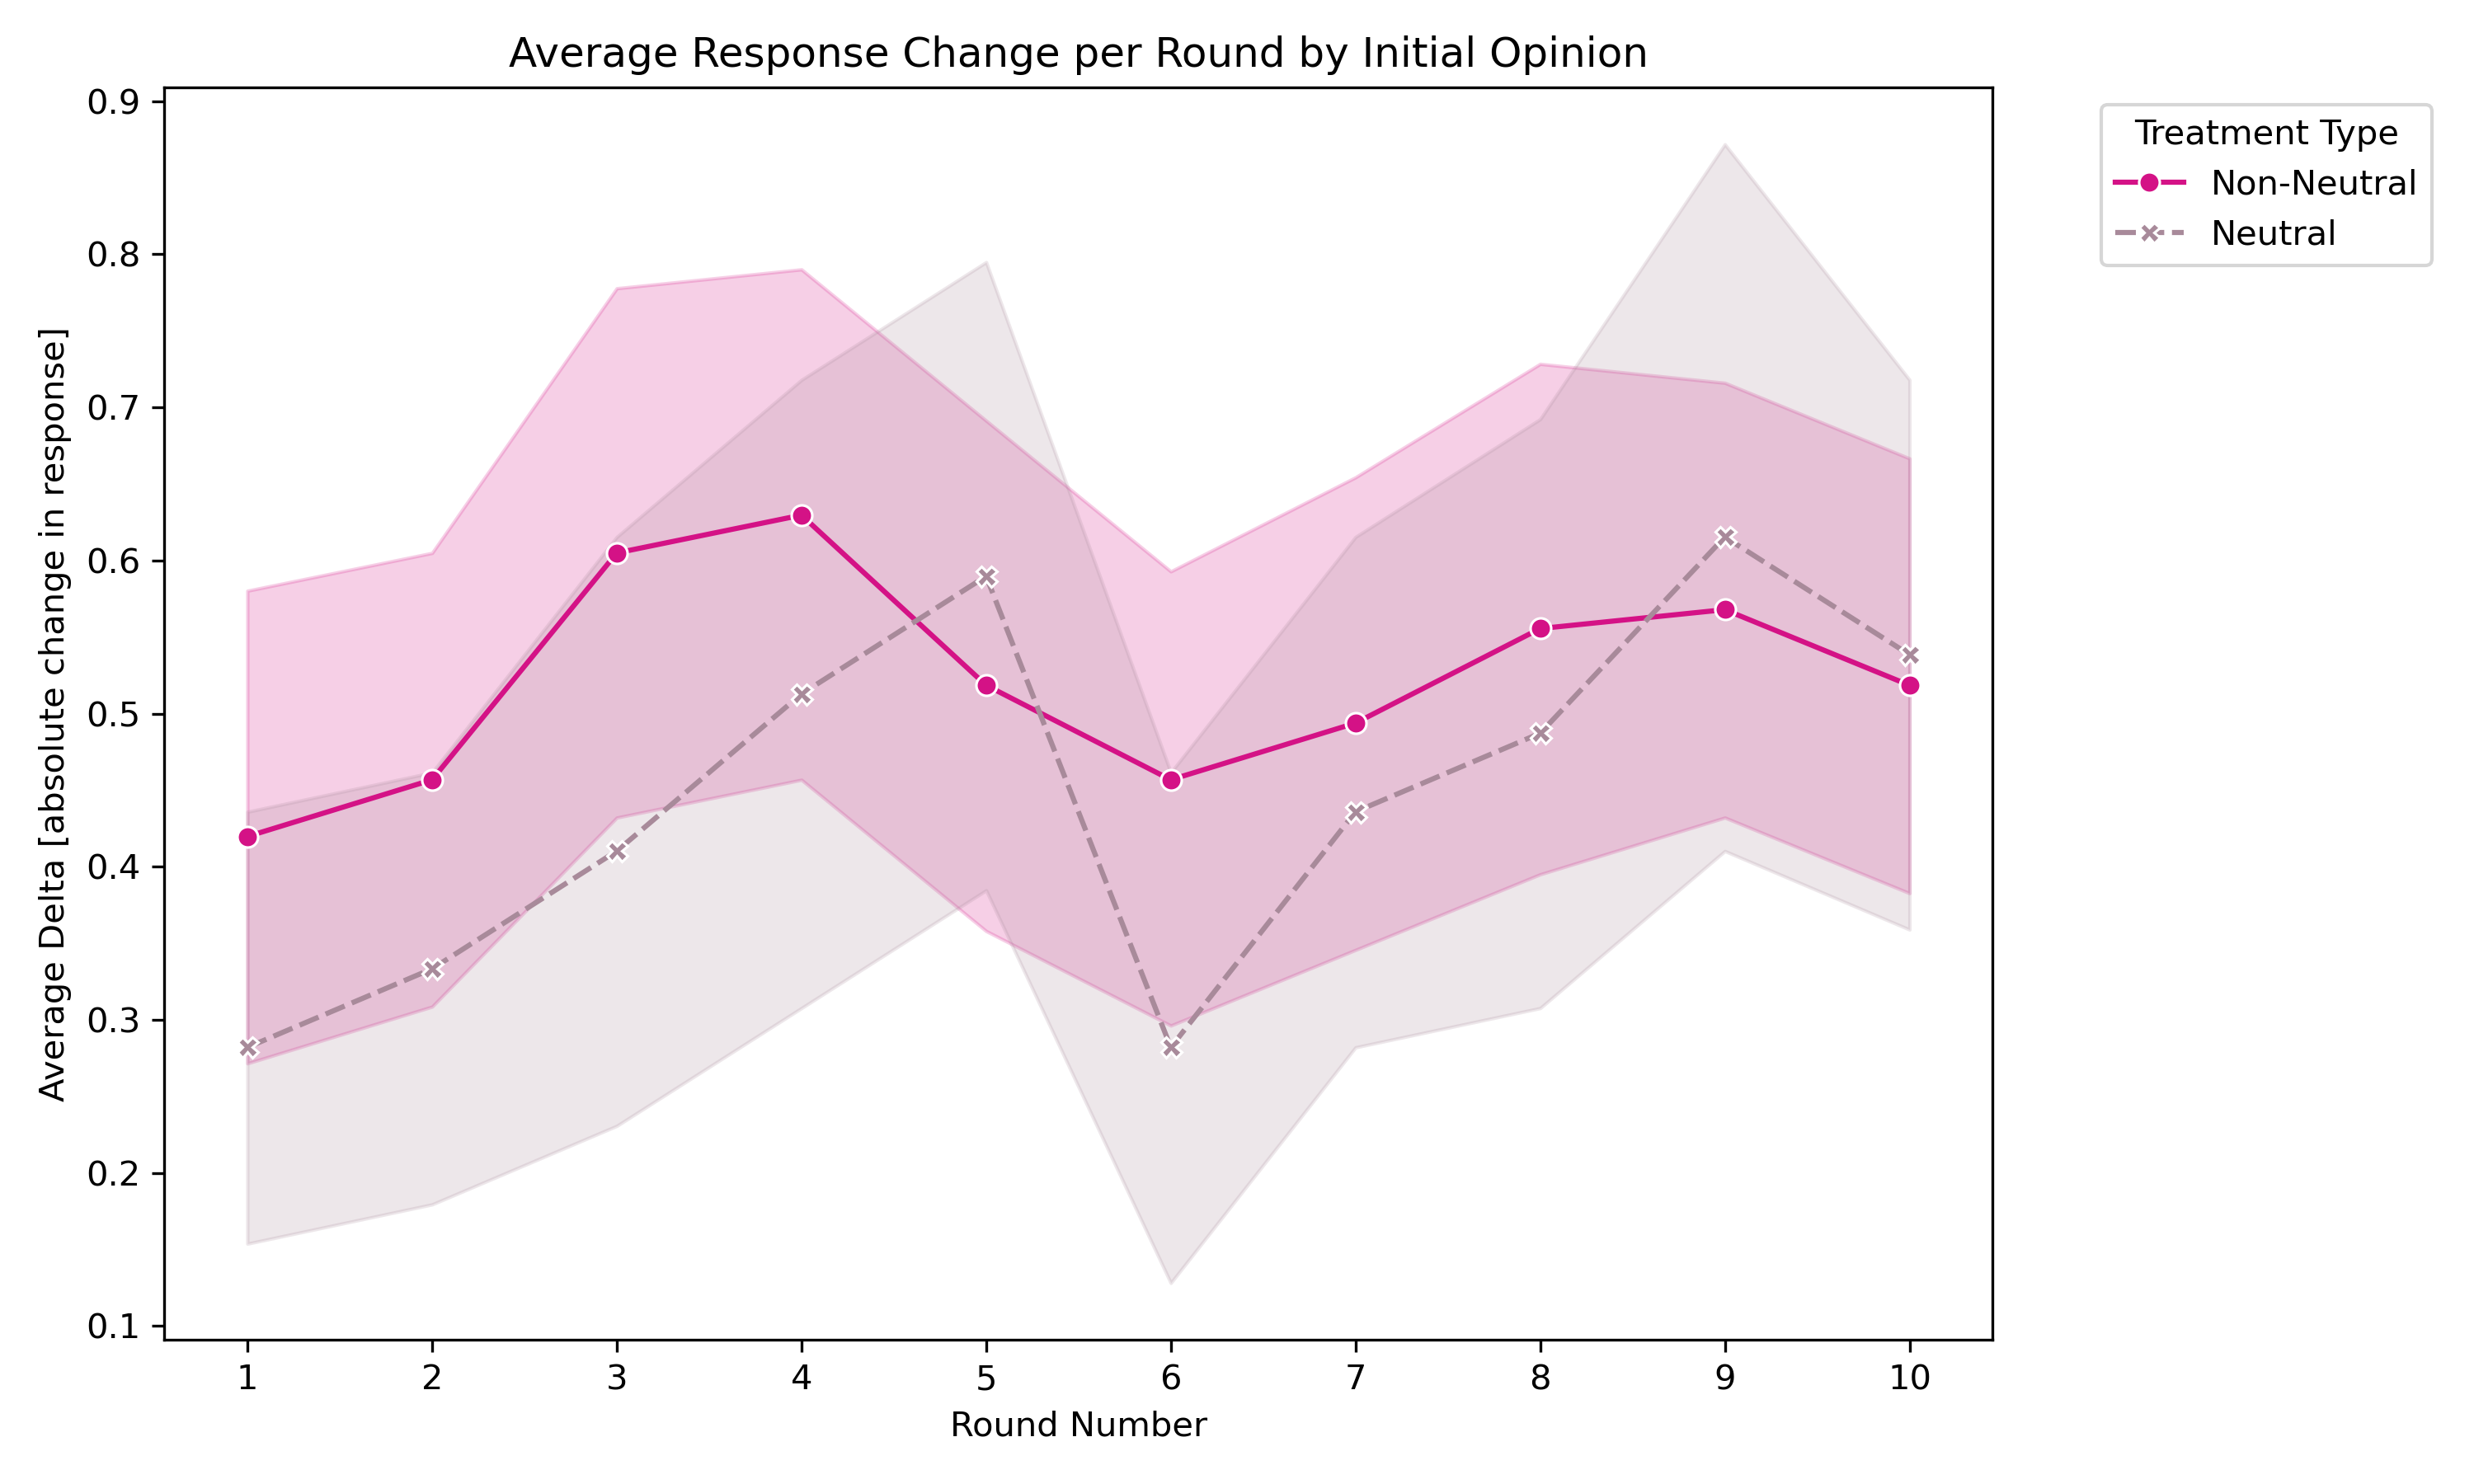 Average Response Change per Round by Initial Opinion
Average Delta [absolute change in response]
0.9
0.8
0.7
0.6
0.5
0.4
0.3
0.2
0.1
1 2 3 4 5 6 7 8 9 10
Round Number
Treatment Type
Non-Neutral
Neutral